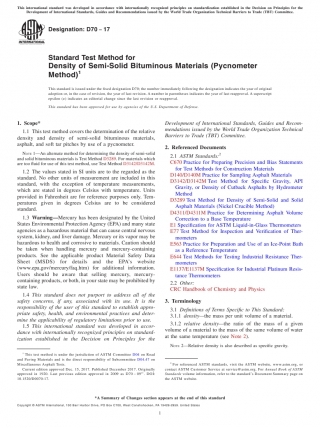 This international standard was developed in accordance with internationally recognized principles on standardization established in the Decision on Principles for the
Development of International Standards, Guides and Recommendations issued by the World Trade Organization Technical Barriers to Trade (TBT) Committee.
Designation: D70 − 17
Standard Test Method for
Density of Semi-Solid Bituminous Materials (Pycnometer
Method)1
This standard is issued under the fixed designation D70; the number immediately following the designation indicates the year of original
adoption or, in the case of revision, the year of last revision. A number in parentheses indicates the year of last reapproval. A superscript
epsilon (ε) indicates an editorial change since the last revision or reapproval.
This standard has been approved for use by agencies of the U.S. Department of Defense.
1. Scope*
1.1 This test method covers the determination of the relative
density and density of semi-solid bituminous materials,
asphalt, and soft tar pitches by use of a pycnometer.
NOTE 1—An alternate method for determining the density of semi-solid
and solid bituminous materials is Test Method D3289. For materials which
are too fluid for use of this test method, use Test Method D3142/D3142M.
1.2 The values stated in SI units are to be regarded as the
standard. No other units of measurement are included in this
standard, with the exception of temperature measurements,
which are stated in degrees Celsius with temperature. Units
provided in Fahrenheit are for reference purposes only. Temperatures
given in degrees Celsius are to be considered
standard.
1.3 Warning—Mercury has been designated by the United
States Environmental Protection Agency (EPA) and many state
agencies as a hazardous material that can cause central nervous
system, kidney, and liver damage. Mercury or its vapor may be
hazardous to health and corrosive to materials. Caution should
be taken when handling mercury and mercury-containing
products. See the applicable product Material Safety Data
Sheet (MSDS) for details and the EPA's website
(www.epa.gov/mercury/faq.htm) for additional information.
Users should be aware that selling mercury, mercury-
containing products, or both, in your state may be prohibited by
state law.
1.4 This standard does not purport to address all of the
safety concerns, if any, associated with its use. It is the
responsibility of the user of this standard to establish appropriate
safety, health, and environmental practices and determine
the applicability of regulatory limitations prior to use.
1.5 This international standard was developed in accordance
with internationally recognized principles on standardization
established in the Decision on Principles for the
1 This test method is under the jurisdiction of ASTM Committee D04 on Road
and Paving Materials and is the direct responsibility of Subcommittee D04.47 on
Miscellaneous Asphalt Tests.
Current edition approved Dec. 15, 2017. Published December 2017. Originally
approved in 1920. Last previous edition approved in 2009 as D70 – 09ε1. DOI:
10.1520/D0070-17.
Development of International Standards, Guides and Recommendations
issued by the World Trade Organization Technical
Barriers to Trade (TBT) Committee.
2. Referenced Documents
2.1 ASTM Standards:2
C670 Practice for Preparing Precision and Bias Statements
for Test Methods for Construction Materials
D140/D140M Practice for Sampling Asphalt Materials
D3142/D3142M Test Method for Specific Gravity, API
Gravity, or Density of Cutback Asphalts by Hydrometer
Method
D3289 Test Method for Density of Semi-Solid and Solid
Asphalt Materials (Nickel Crucible Method)
D4311/D4311M Practice for Determining Asphalt Volume
Correction to a Base Temperature
E1 Specification for ASTM Liquid-in-Glass Thermometers
E77 Test Method for Inspection and Verification of Thermometers
E563 Practice for Preparation and Use of an Ice-Point Bath
as a Reference Temperature
E644 Test Methods for Testing Industrial Resistance Thermometers
E1137/E1137M Specification for Industrial Platinum Resistance
Thermometers
2.2 Other:
CRC Handbook of Chemistry and Physics
3. Terminology
3.1 Definitions of Terms Specific to This Standard:
3.1.1 density—the mass per unit volume of a material.
3.1.2 relative density—the ratio of the mass of a given
volume of a material to the mass of the same volume of water
at the same temperature (see Note 2).
NOTE 2—Relative density is also described as specific gravity.
2 For referenced ASTM standards, visit the ASTM website, www.astm.org, or
contact ASTM Customer Service at service@astm.org. For Annual Book of ASTM
Standards volume information, refer to the standard's Document Summary page on
the ASTM website.
*A Summary of Changes section appears at the end of this standard
Copyright © ASTM International, 100 Barr Harbor Drive, PO Box C700, West Conshohocken, PA 19428-2959. United States
1